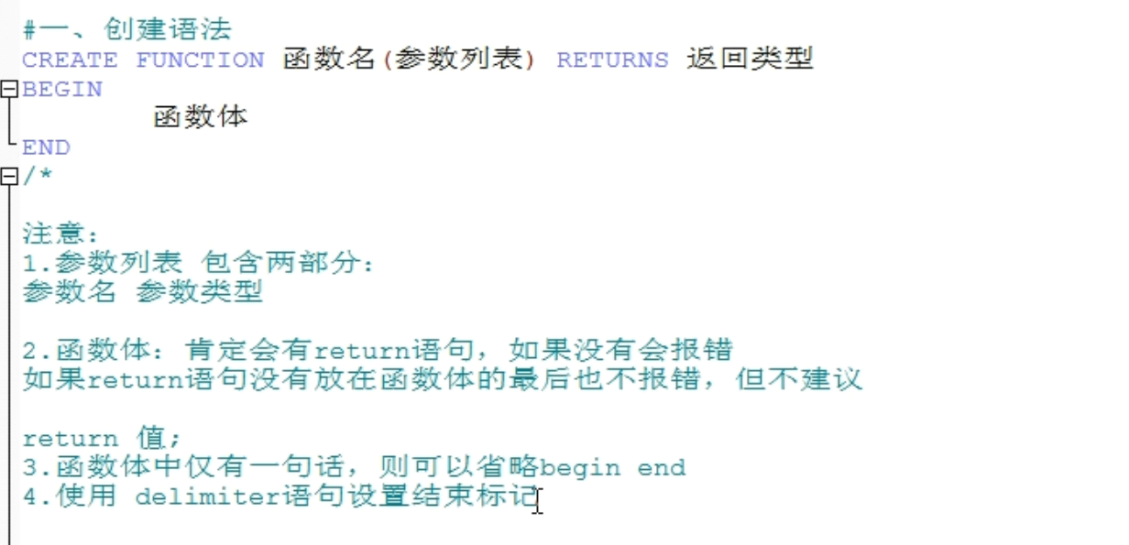 #一、创建语法
CREATE FUNCTION 函数名(参数列表) RETURNS 返回类型
BEGIN
函数体
END
/*
注意：
1.参数列表 包含两部分：
参数名 参数类型
2.函数体：肯定会有return语句，如果没有会报错
如果return语句没有放在函数体的最后也不报错，但不建议
return 值;
3.函数体中仅有一句话，则可以省略begin end
4.使用 delimiter语句设置结束标记